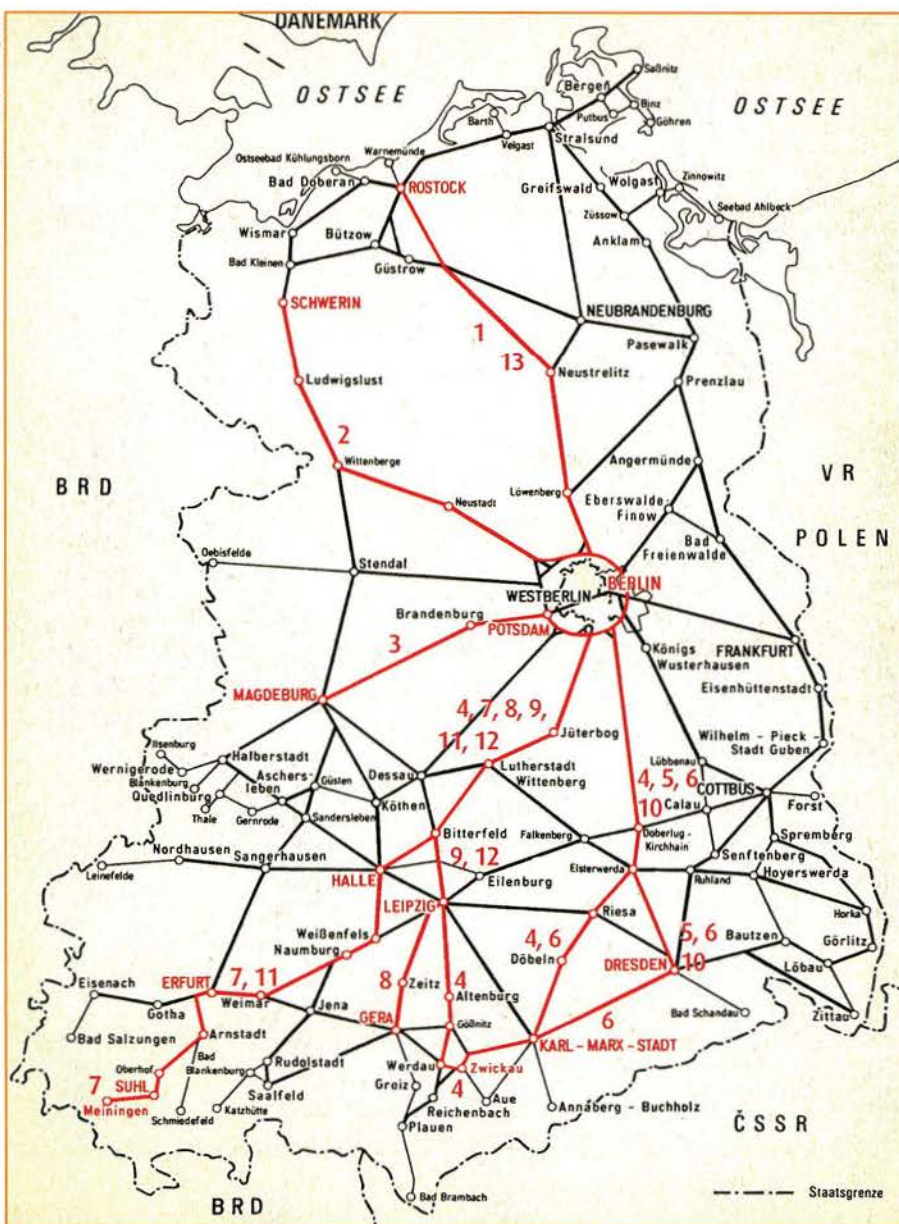 DÄNEMARK
OSTSEE
OSTSEE
Saßnitz
Bergen
Binz
Putbus
Göhren
Barth
Velgast
Stralsund
Ostseebad Kühlungsborn
Warnemünde
Bad Doberan
ROSTOCK
Greifswald
Wolgast
Zinnowitz
Züssow
Seebad Ahlbeck
Wismar
Bützow
Anklam
Bad Kleinen
Güstrow
SCHWERIN
NEUBRANDENBURG
1
Pasewalk
13
Neustrelitz
Ludwigslust
Prenzlau
2
Wittenberge
Angermünde
VR
BRD
Neustadt
Löwenberg
Eberswalde-
Finow
POLEN
Bad
Freienwalde
Oebisfelde
Stendal
WESTBERLIN
BERLIN
Brandenburg
POTSDAM
3
Königs
Wusterhausen
FRANKFURT
MAGDEBURG
Eisenhüttenstadt
4, 7, 8, 9,
11, 12
Jüterbog
Wilhelm - Pieck -
Stadt Guben
Ilsenburg
Halberstadt
Wernigerode
Blankenburg
Quedlinburg
Aschers-
leben
Güsten
Dessau
Lutherstadt
Wittenberg
Lübbenau
4, 5, 6
10
COTTBUS
Thale
Gernrode
Sandersleben
Köthen
Calau
Forst
Bitterfeld
Falkenberg
Doberlug-
Kirchhain
Spremberg
Nordhausen
Sangerhausen
9, 12
Senftenberg
Leinefelde
HALLE
Eilenburg
Elsterwerda
Ruhland
Hoyerswerda
LEIPZIG
Riesa
Horka
Weißenfels
4, 6
5, 6
Bautzen
Görlitz
Naumburg
Döbeln
DRESDEN
10
Löbau
Eisenach
ERFURT
7, 11
8
Zeitz
4
Altenburg
Gotha
Weimar
Jena
6
Bad Schandau
Zittau
GERA
Gößnitz
Bad Salzungen
Arnstadt
KARL-MARX-STADT
Bad
Blankenburg
Rudolstadt
Werdau
Zwickau
Oberhof
Greiz
4
7
SUHL
Saalfeld
Reichenbach
Aue
Meiningen
Schmiedefeld
Katzhütte
Annaberg - Buchholz
Plauen
ČSSR
BRD
Bad Brambach
Staatsgrenze